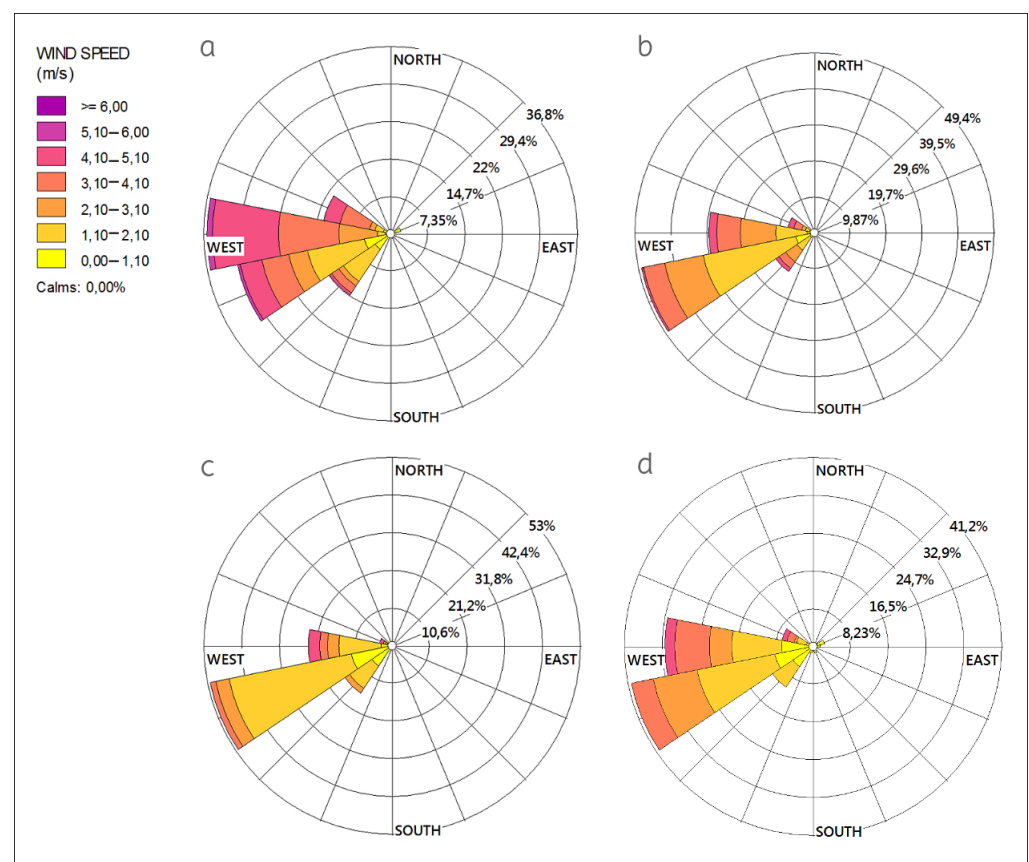 WIND SPEED
(m/s)
>= 6,00
5,10–6,00
4,10–5,10
3,10–4,10
2,10–3,10
1,10–2,10
0,00–1,10
Calms: 0,00%
a
NORTH
36,8%
29,4%
22%
14,7%
7,35%
WEST
EAST
SOUTH
b
NORTH
49,4%
39,5%
29,6%
19,7%
9,87%
WEST
EAST
SOUTH
c
NORTH
53%
42,4%
31,8%
21,2%
10,6%
WEST
EAST
SOUTH
d
NORTH
41,2%
32,9%
24,7%
16,5%
8,23%
WEST
EAST
SOUTH